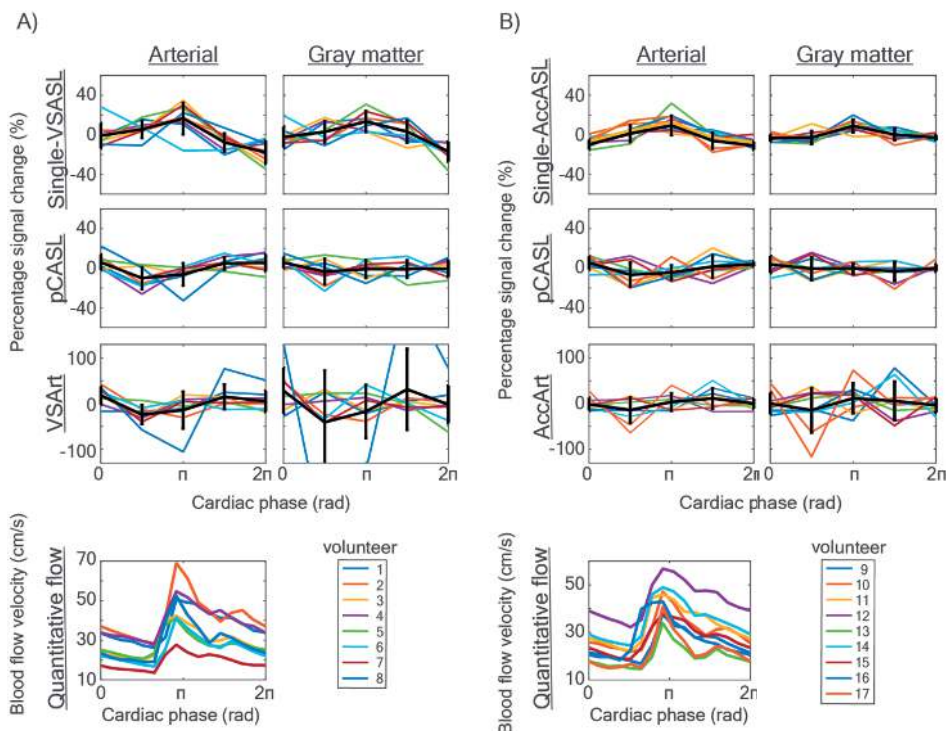 A)
B)
Arterial
Gray matter
Arterial
Gray matter
Percentage signal change (%)
Single-VSASL
40
0
-40
pCASL
40
0
-40
VSArt
100
0
-100
0
π
2π
π
2π
Cardiac phase (rad)
Percentage signal change (%)
Single-AccASL
40
0
-40
pCASL
40
0
-40
AccArt
100
0
-100
0
π
2π
π
2π
Cardiac phase (rad)
Blood flow velocity (cm/s)
Quantitative flow
70
50
30
10
0
π
2π
Cardiac phase (rad)
volunteer
1
2
3
4
5
6
7
8
Blood flow velocity (cm/s)
Quantitative flow
50
30
10
0
π
2π
Cardiac phase (rad)
volunteer
9
10
11
12
13
14
15
16
17